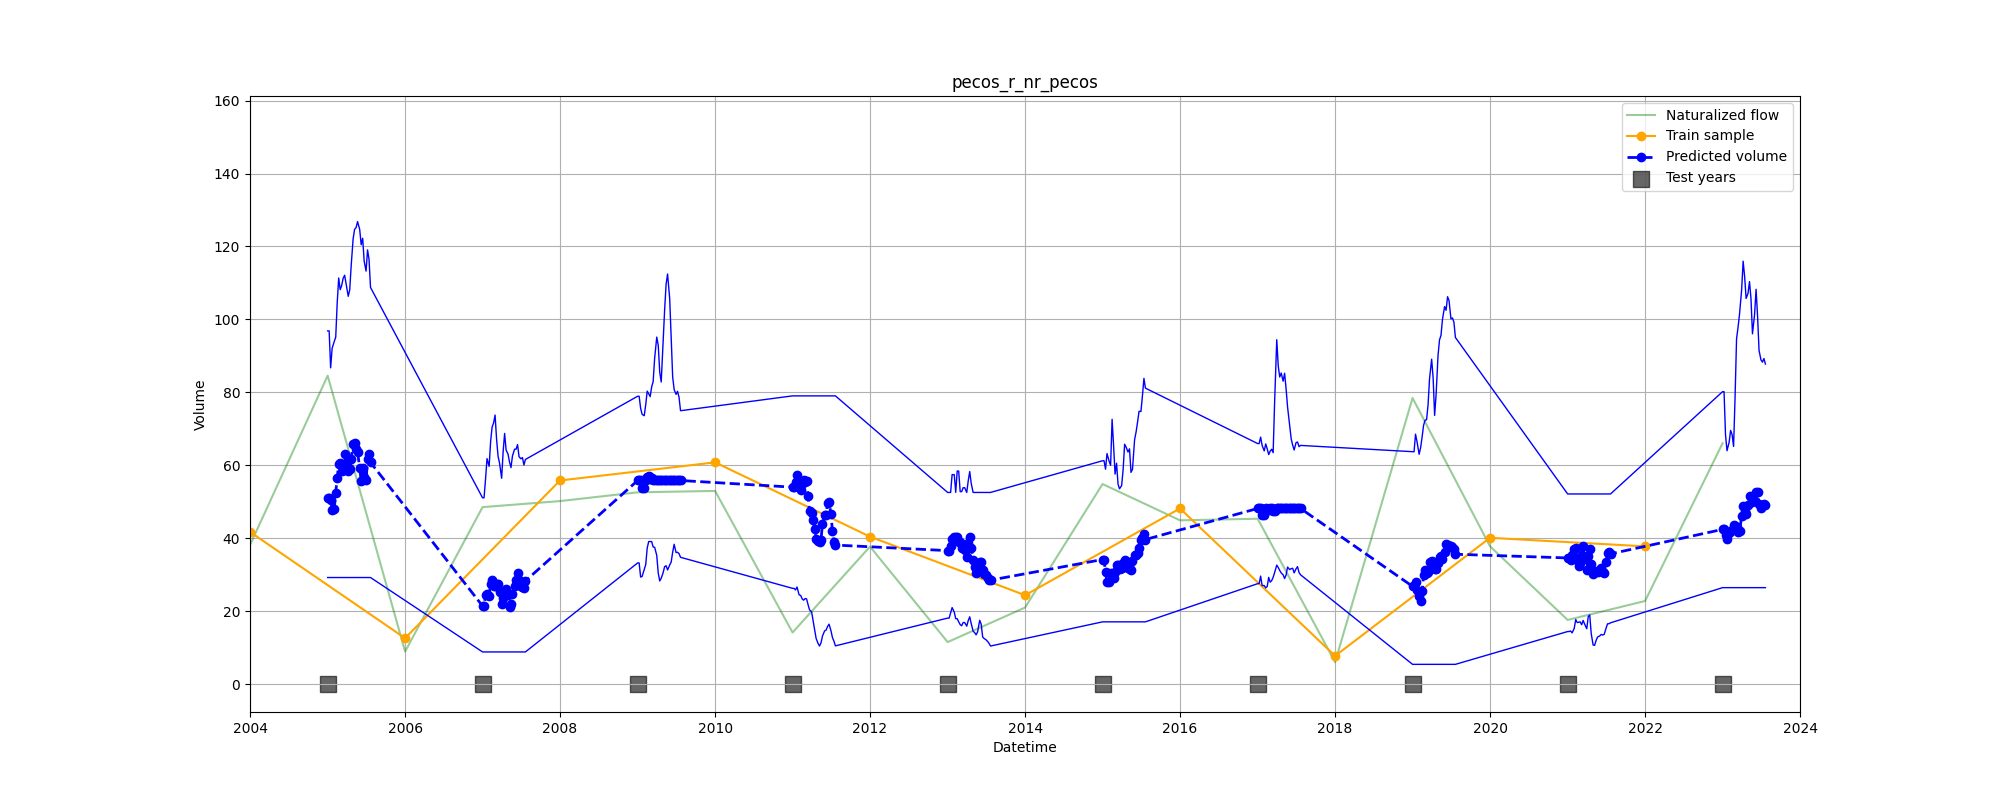 pecos_r_nr_pecos
160
140
120
100
80
60
40
20
0
Volume
Naturalized flow
Train sample
Predicted volume
Test years
2004 2006 2008 2010 2012 2014 2016 2018 2020 2022 2024
Datetime